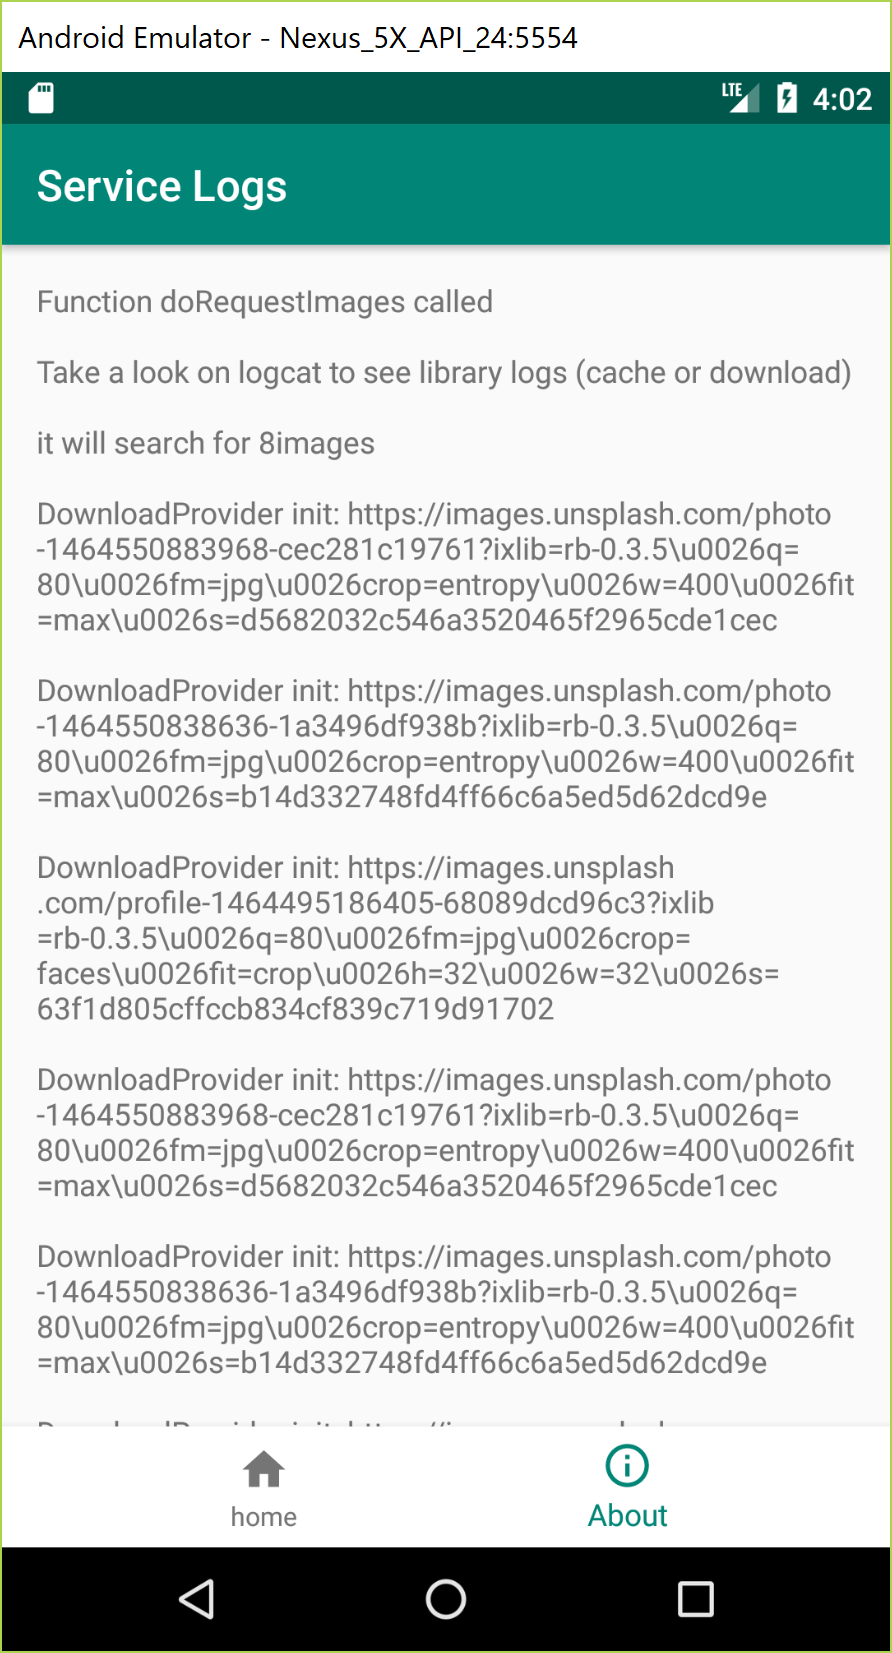 Android Emulator - Nexus_5X_API_24:5554
LTE 4:02
Service Logs
Function doRequestImages called
Take a look on logcat to see library logs (cache or download)
it will search for 8images
DownloadProvider init: https://images.unsplash.com/photo
-1464550883968-cec281c19761?ixlib=rb-0.3.5\u0026q=
80\u0026fm=jpg\u0026crop=entropy\u0026w=400\u0026fit
=max\u0026s=d5682032c546a3520465f2965cde1cec
DownloadProvider init: https://images.unsplash.com/photo
-1464550838636-1a3496df938b?ixlib=rb-0.3.5\u0026q=
80\u0026fm=jpg\u0026crop=entropy\u0026w=400\u0026fit
=max\u0026s=b14d332748fd4ff66c6a5ed5d62dcd9e
DownloadProvider init: https://images.unsplash
.com/profile-1464495186405-68089dcd96c3?ixlib
=rb-0.3.5\u0026q=80\u0026fm=jpg\u0026crop=
faces\u0026fit=crop\u0026h=32\u0026w=32\u0026s=
63f1d805cffccb834cf839c719d91702
DownloadProvider init: https://images.unsplash.com/photo
-1464550883968-cec281c19761?ixlib=rb-0.3.5\u0026q=
80\u0026fm=jpg\u0026crop=entropy\u0026w=400\u0026fit
=max\u0026s=d5682032c546a3520465f2965cde1cec
DownloadProvider init: https://images.unsplash.com/photo
-1464550838636-1a3496df938b?ixlib=rb-0.3.5\u0026q=
80\u0026fm=jpg\u0026crop=entropy\u0026w=400\u0026fit
=max\u0026s=b14d332748fd4ff66c6a5ed5d62dcd9e
home
About